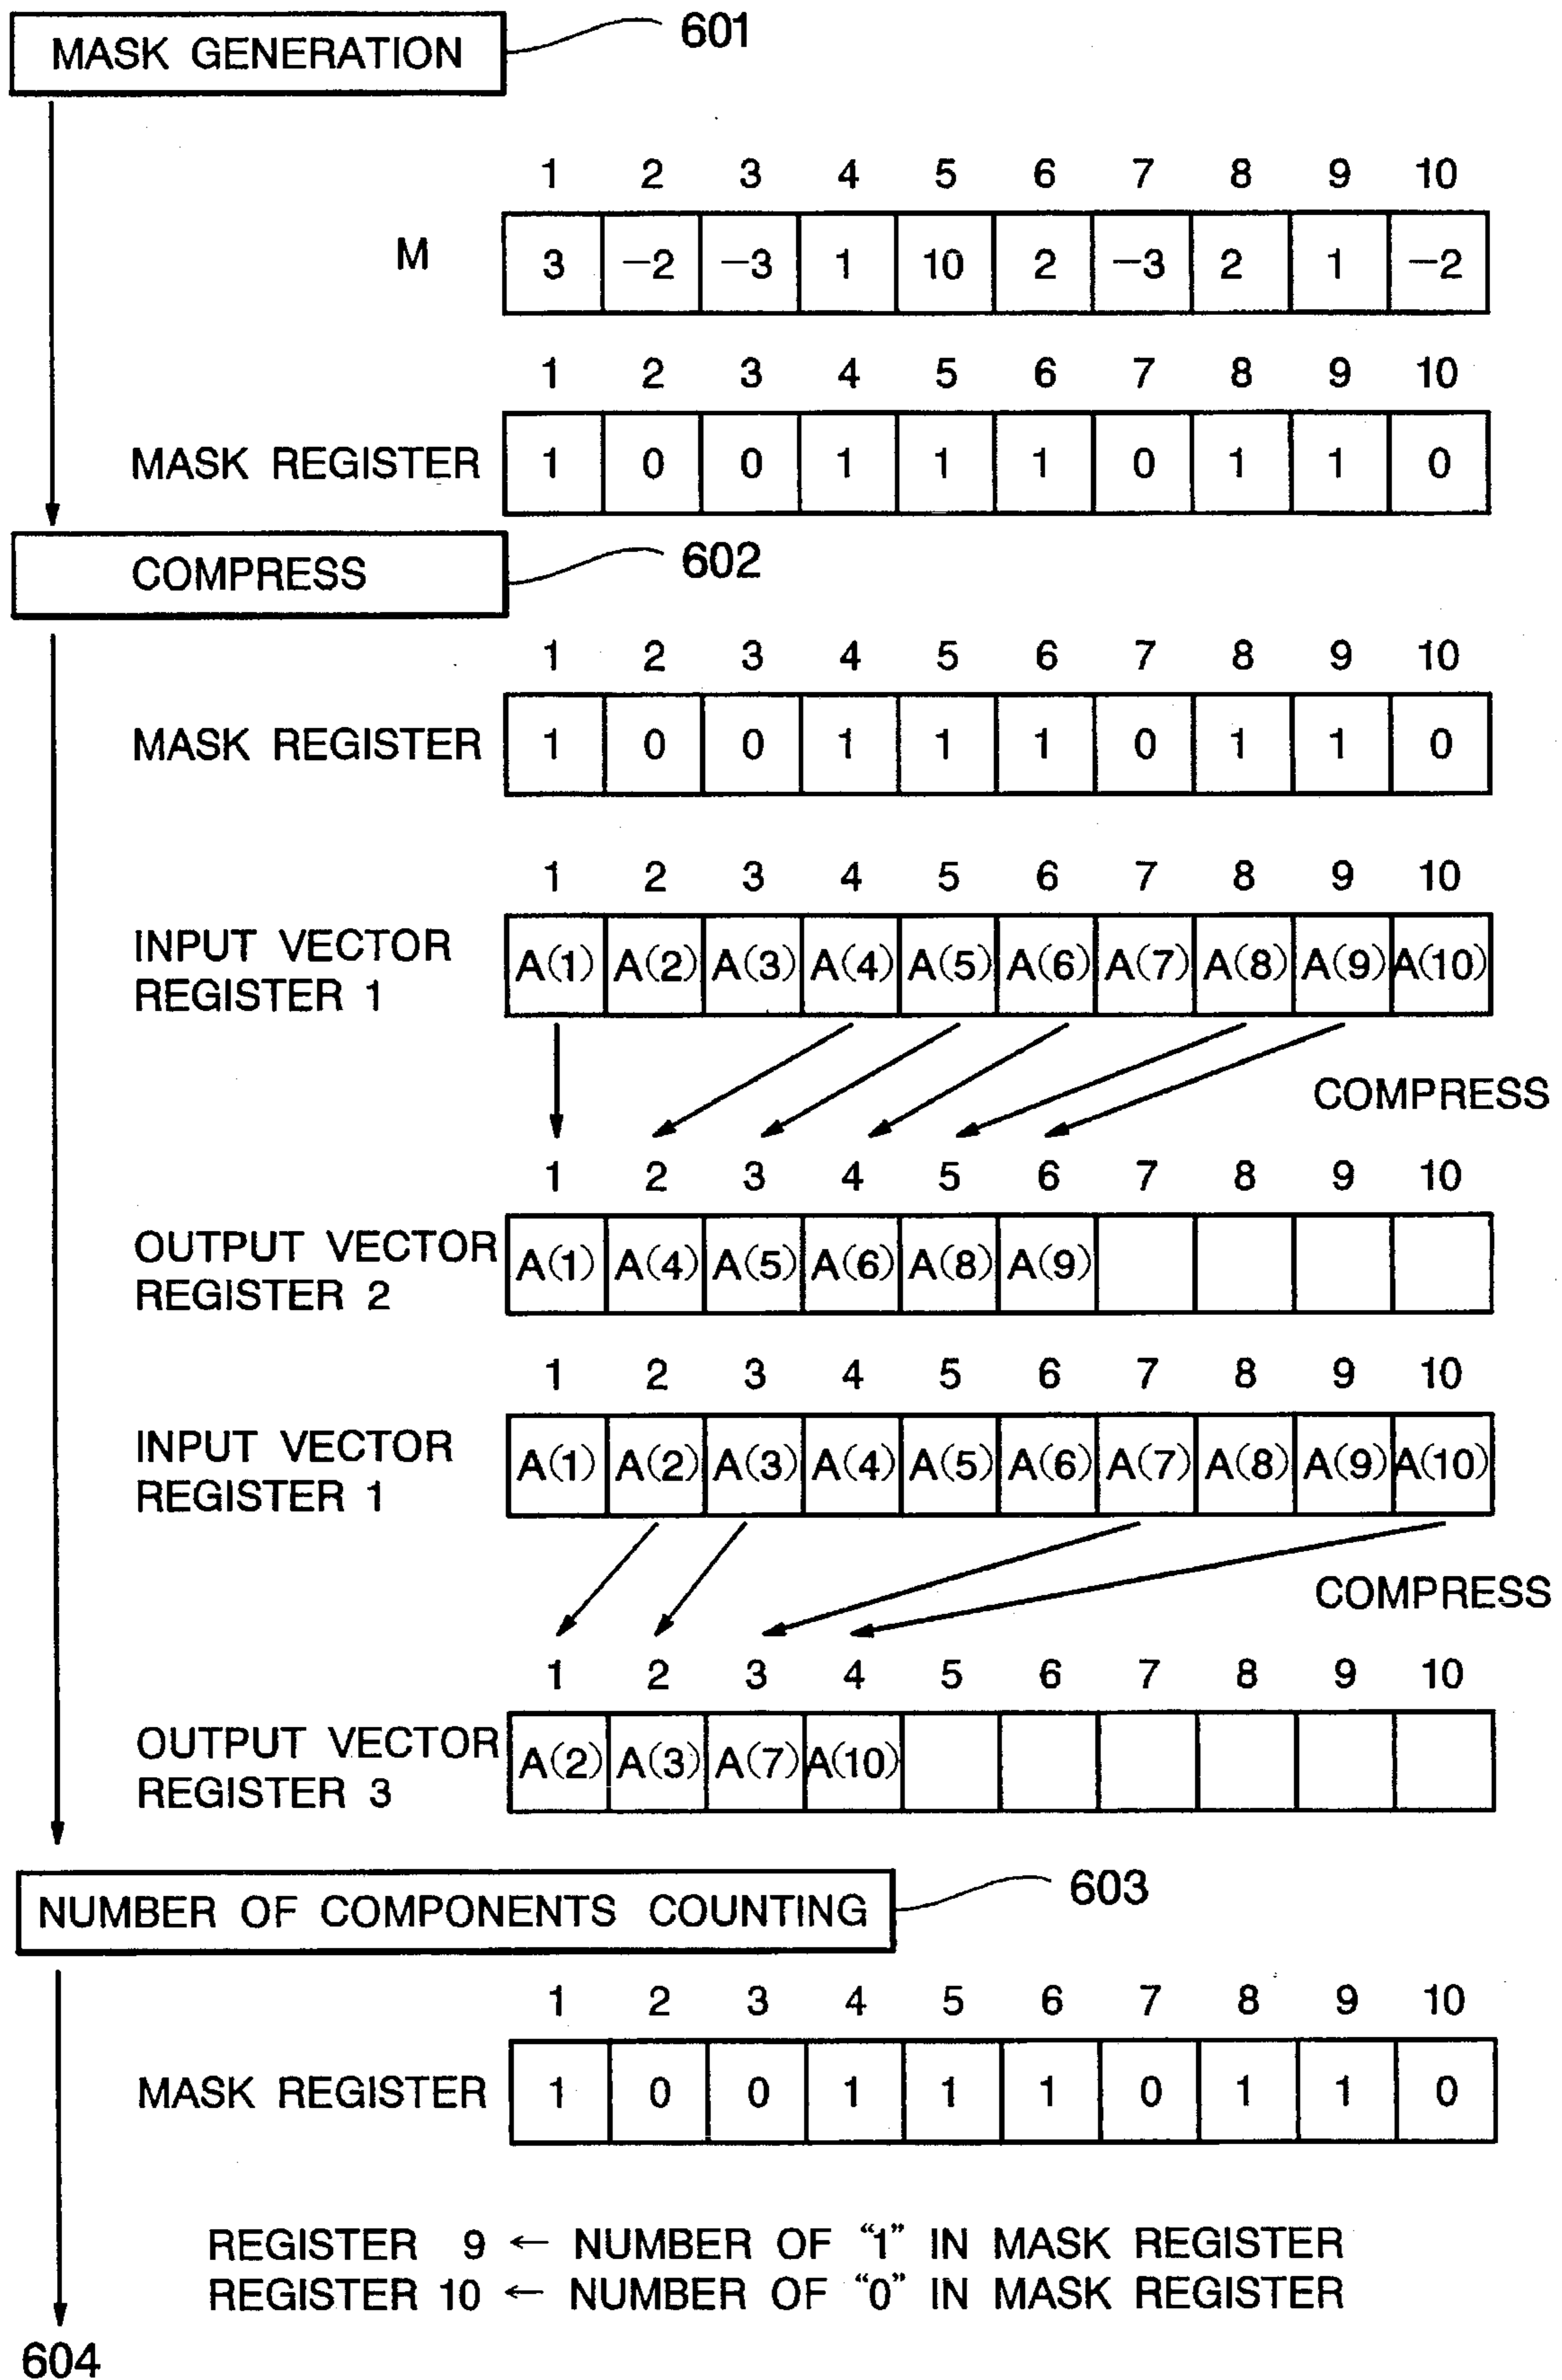 MASK GENERATION 601
1 2 3 4 5 6 7 8 9 10
M 3 −2 −3 1 10 2 −3 2 1 −2
1 2 3 4 5 6 7 8 9 10
MASK REGISTER 1 0 0 1 1 1 0 1 1 0
COMPRESS 602
1 2 3 4 5 6 7 8 9 10
MASK REGISTER 1 0 0 1 1 1 0 1 1 0
1 2 3 4 5 6 7 8 9 10
INPUT VECTOR
REGISTER 1
A(1) A(2) A(3) A(4) A(5) A(6) A(7) A(8) A(9) A(10)
COMPRESS
1 2 3 4 5 6 7 8 9 10
OUTPUT VECTOR
REGISTER 2
A(1) A(4) A(5) A(6) A(8) A(9)
1 2 3 4 5 6 7 8 9 10
INPUT VECTOR
REGISTER 1
A(1) A(2) A(3) A(4) A(5) A(6) A(7) A(8) A(9) A(10)
COMPRESS
1 2 3 4 5 6 7 8 9 10
OUTPUT VECTOR
REGISTER 3
A(2) A(3) A(7) A(10)
NUMBER OF COMPONENTS COUNTING 603
1 2 3 4 5 6 7 8 9 10
MASK REGISTER 1 0 0 1 1 1 0 1 1 0
REGISTER 9 ← NUMBER OF “1” IN MASK REGISTER
REGISTER 10 ← NUMBER OF “0” IN MASK REGISTER
604